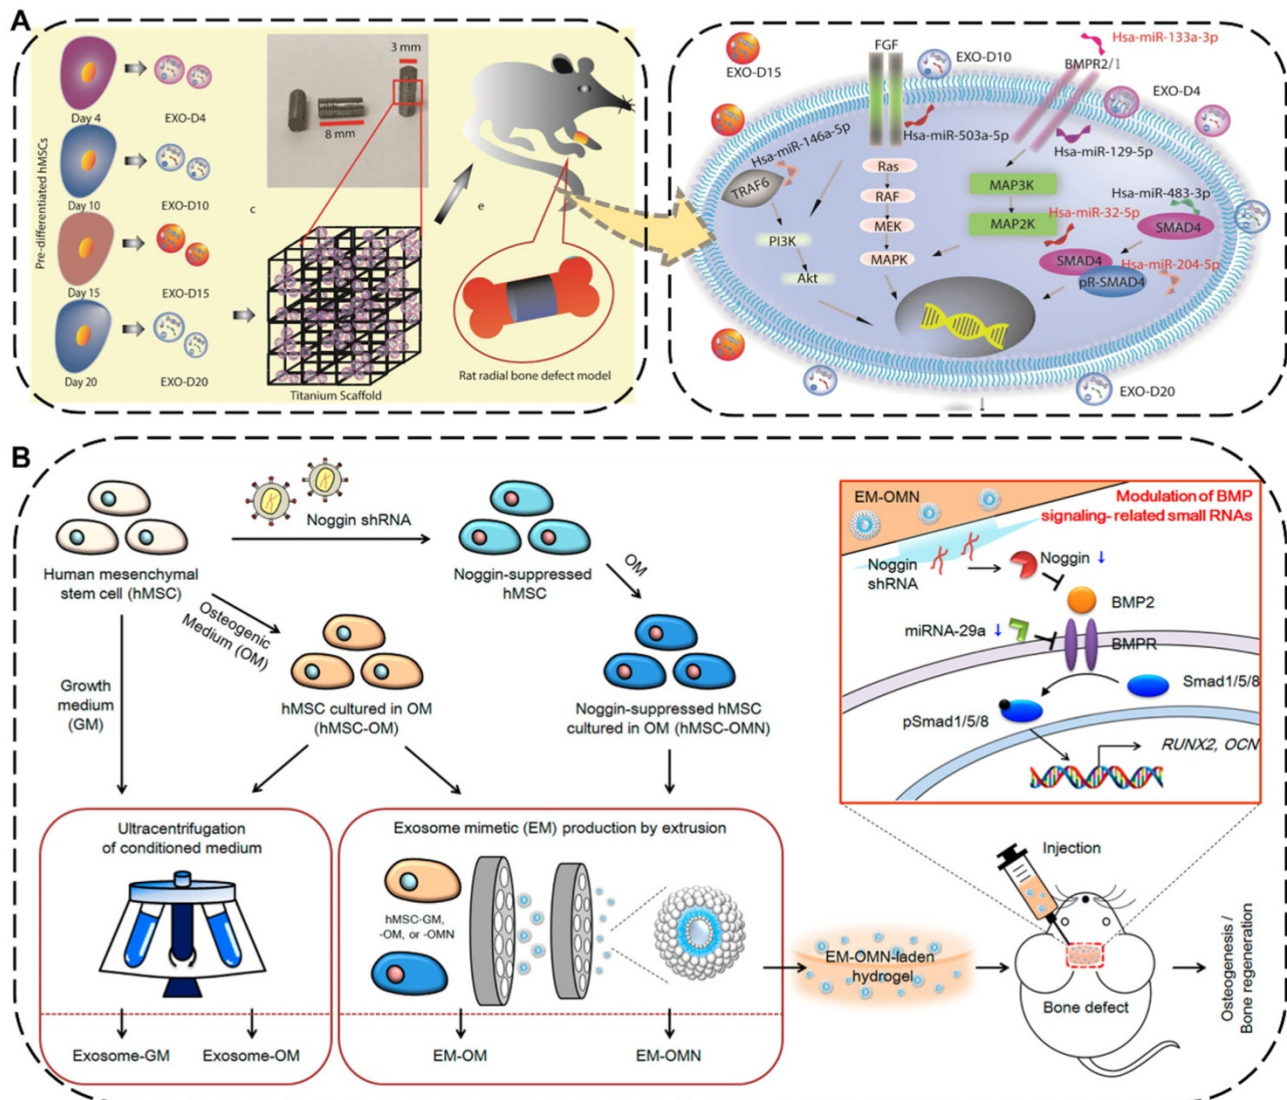 A
Pre-differentiated hMSCs
Day 4
EXO-D4
Day 10
EXO-D10
Day 15
EXO-D15
Day 20
EXO-D20
c
3 mm
8 mm
Titanium Scaffold
e
Rat radial bone defect model
EXO-D15
FGF
EXO-D10
Hsa-miR-133a-3p
BMPR2/1
EXO-D4
Hsa-miR-146a-5p
Hsa-miR-503a-5p
Hsa-miR-129-5p
TRAF6
Ras
RAF
MEK
MAPK
MAP3K
MAP2K
Hsa-miR-483-3p
Hsa-miR-32-5p
SMAD4
PI3K
Akt
SMAD4
Hsa-miR-204-5p
pR-SMAD4
EXO-D20
B
Noggin shRNA
Human mesenchymal
stem cell (hMSC)
Noggin-suppressed
hMSC
OM
Osteogenic
Medium (OM)
Growth
medium
(GM)
hMSC cultured in OM
(hMSC-OM)
Noggin-suppressed hMSC
cultured in OM (hMSC-OMN)
EM-OMN
Modulation of BMP
signaling- related small RNAs
Noggin
shRNA
Noggin ↓
BMP2
miRNA-29a ↓
BMPR
Smad1/5/8
pSmad1/5/8
RUNX2, OCN
Ultracentrifugation
of conditioned medium
Exosome-GM
Exosome-OM
Exosome mimetic (EM) production by extrusion
hMSC-GM,
-OM, or -OMN
EM-OM
EM-OMN
EM-OMN-laden
hydrogel
Injection
Bone defect
Osteogenesis /
Bone regeneration